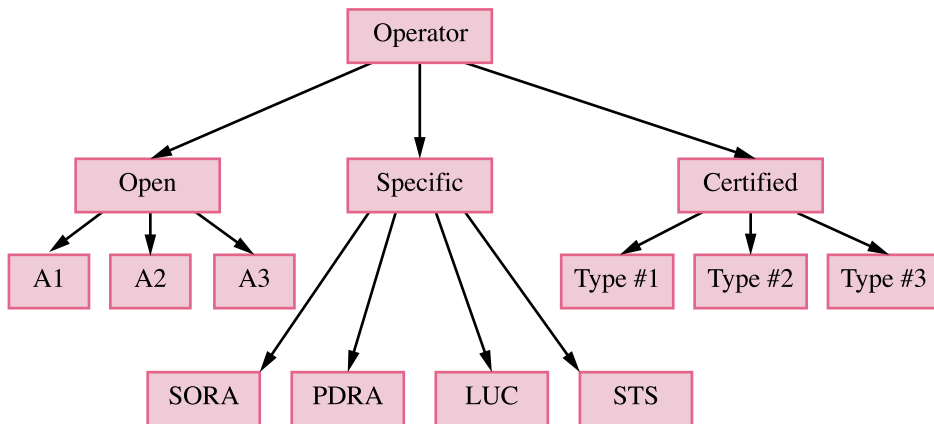 Operator
Open
Specific
Certified
A1
A2
A3
Type #1
Type #2
Type #3
SORA
PDRA
LUC
STS